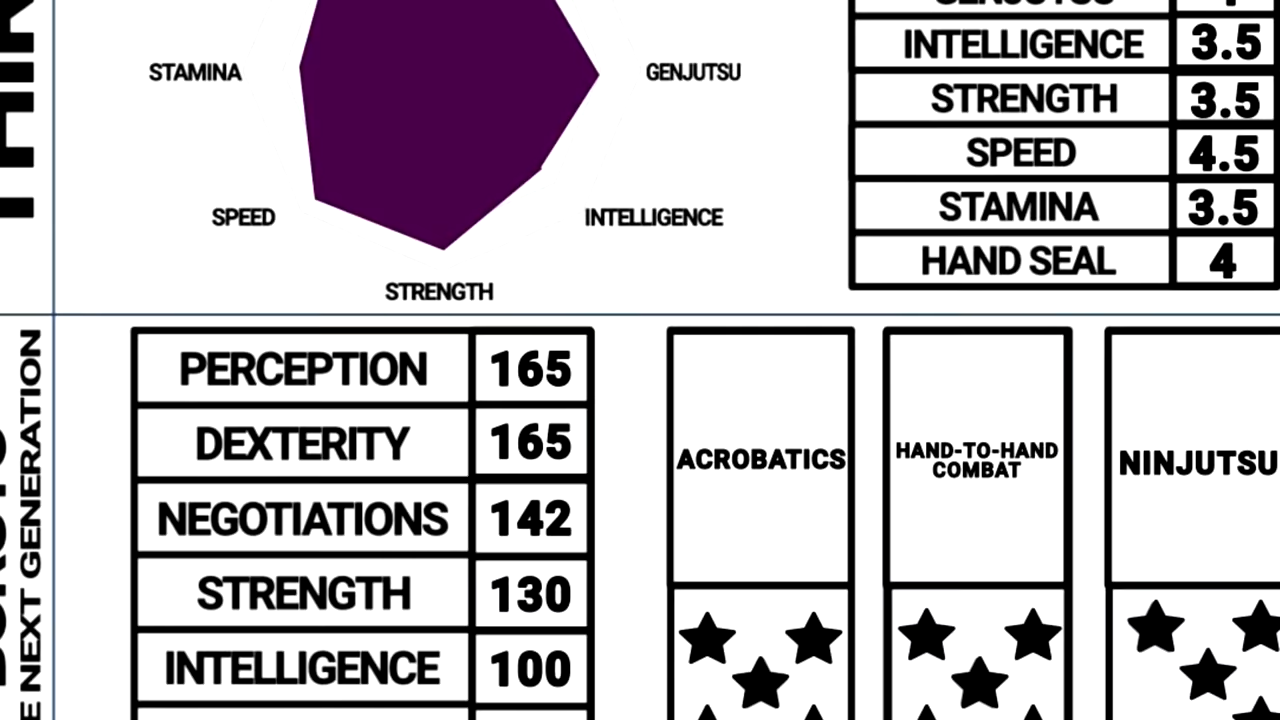 STAMINA
GENJUTSU
SPEED
INTELLIGENCE
STRENGTH
INTELLIGENCE 3.5
STRENGTH 3.5
SPEED 4.5
STAMINA 3.5
HAND SEAL 4
NEXT GENERATION
PERCEPTION 165
DEXTERITY 165
NEGOTIATIONS 142
STRENGTH 130
INTELLIGENCE 100
ACROBATICS
HAND-TO-HAND
COMBAT
NINJUTSU